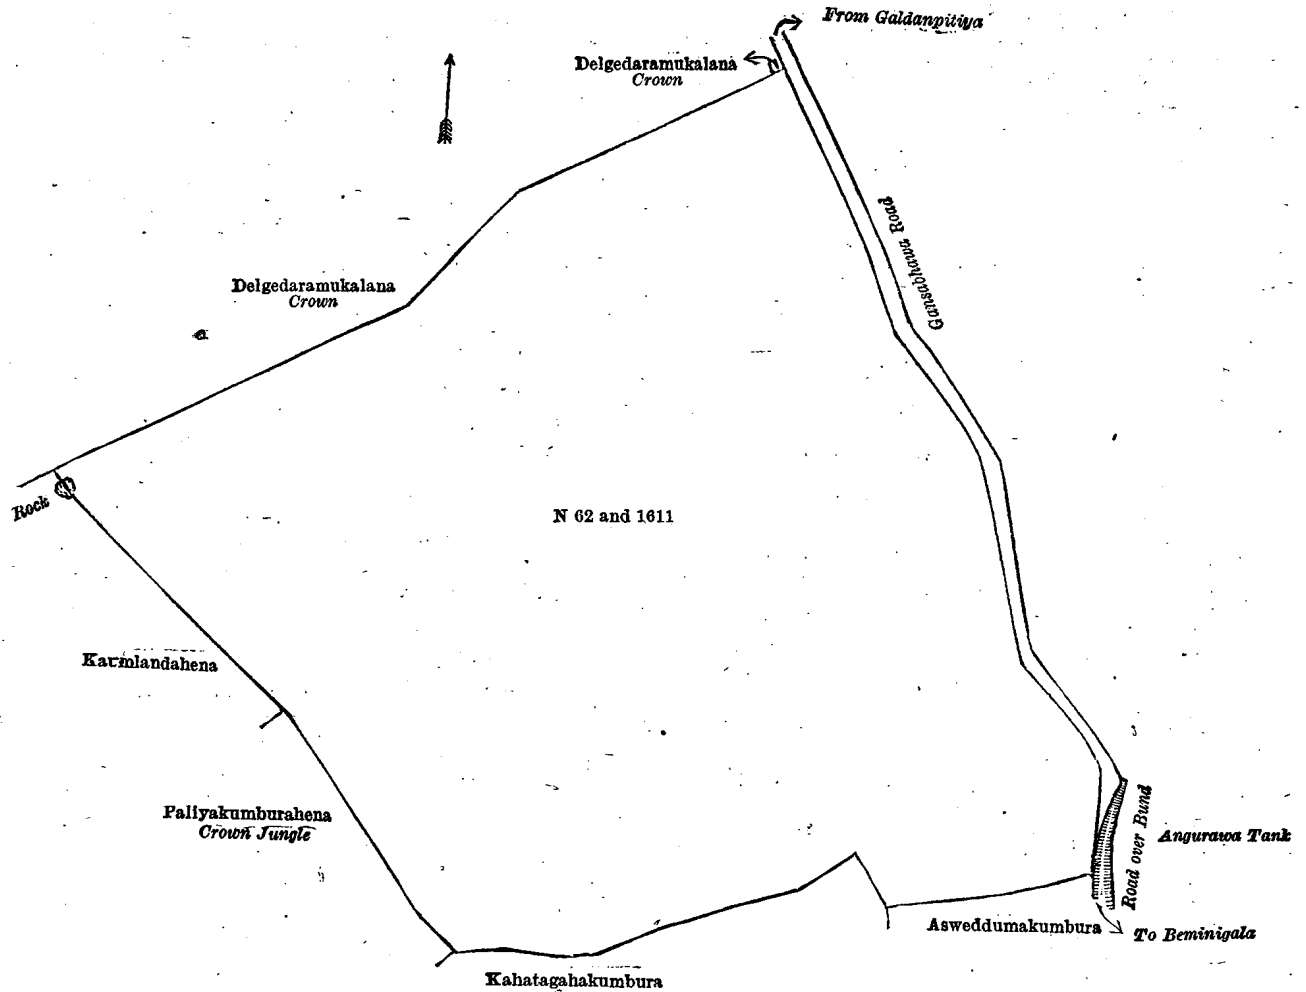 From Galdanpitiya
Delgedaramukalana
Crown
Gansabhawa Road
Delgedaramukalana
Crown
Rock
N 62 and 1611
Karmlandahena
Paliyakumburahena
Crown Jungle
Road over Bund
Angurawa Tank
Asweddumakumbura
To Beminigala
Kahatagahakumbura